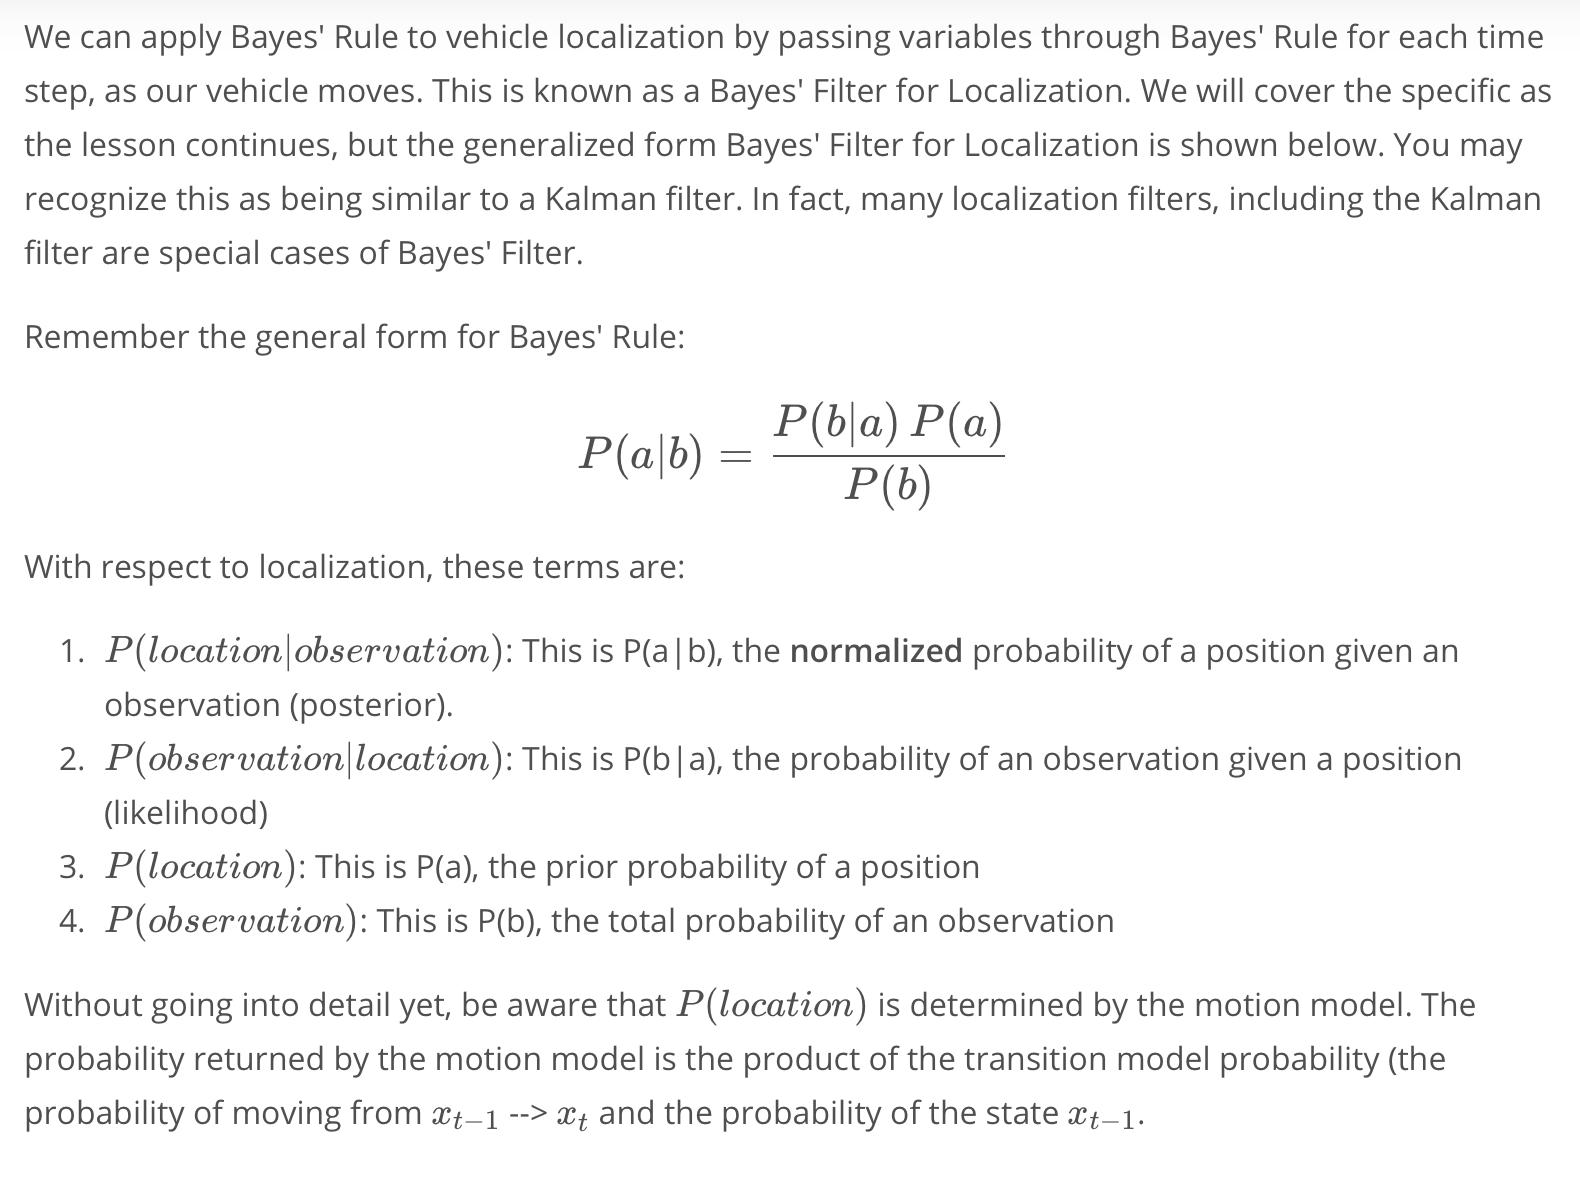 We can apply Bayes' Rule to vehicle localization by passing variables through Bayes' Rule for each time
step, as our vehicle moves. This is known as a Bayes' Filter for Localization. We will cover the specific as
the lesson continues, but the generalized form Bayes' Filter for Localization is shown below. You may
recognize this as being similar to a Kalman filter. In fact, many localization filters, including the Kalman
filter are special cases of Bayes' Filter.
Remember the general form for Bayes' Rule:
P(a|b) = \frac{P(b|a) P(a)}{P(b)}
With respect to localization, these terms are:
1. P(location|observation): This is P(a|b), the normalized probability of a position given an
observation (posterior).
2. P(observation|location): This is P(b|a), the probability of an observation given a position
(likelihood)
3. P(location): This is P(a), the prior probability of a position
4. P(observation): This is P(b), the total probability of an observation
Without going into detail yet, be aware that P(location) is determined by the motion model. The
probability returned by the motion model is the product of the transition model probability (the
probability of moving from x_{t-1} --> x_t and the probability of the state x_{t-1}.